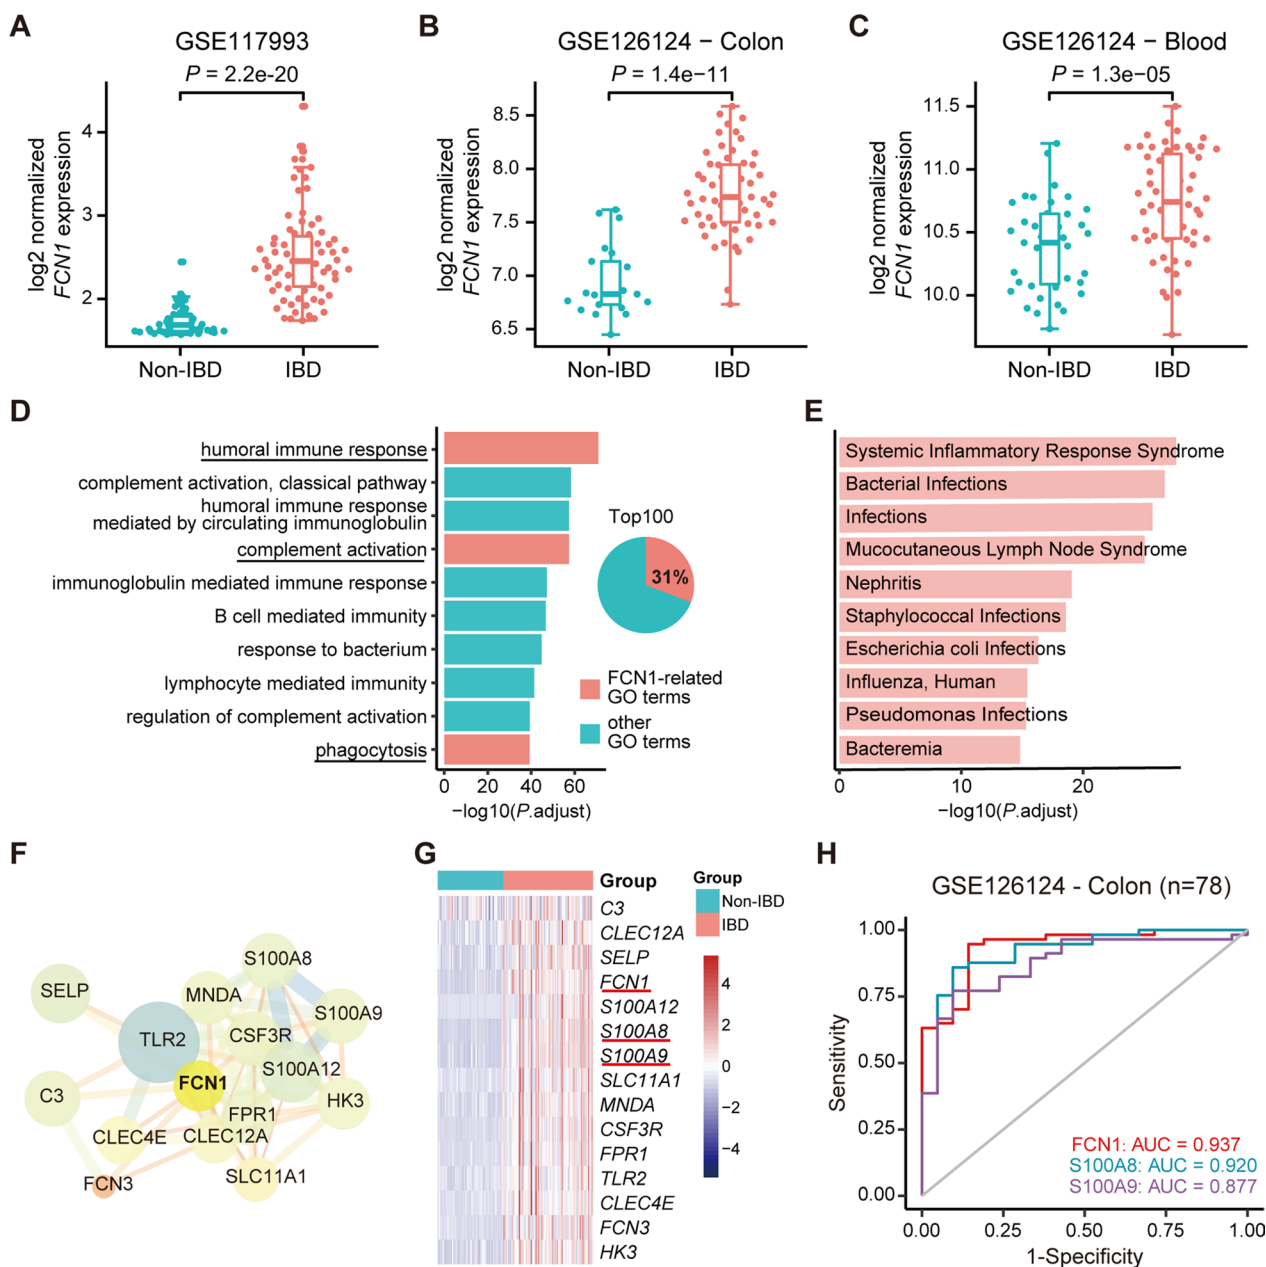 A
GSE117993
P = 2.2e-20
log2 normalized
FCN1 expression
4
3
2
Non-IBD
IBD
B
GSE126124 − Colon
P = 1.4e−11
log2 normalized
FCN1 expression
8.5
8.0
7.5
7.0
6.5
Non-IBD
IBD
C
GSE126124 − Blood
P = 1.3e−05
log2 normalized
FCN1 expression
11.5
11.0
10.5
10.0
Non-IBD
IBD
D
humoral immune response
complement activation, classical pathway
humoral immune response
mediated by circulating immunoglobulin
complement activation
immunoglobulin mediated immune response
B cell mediated immunity
response to bacterium
lymphocyte mediated immunity
regulation of complement activation
phagocytosis
0 20 40 60
−log10(P.adjust)
Top100
31%
FCN1-related
GO terms
other
GO terms
E
Systemic Inflammatory Response Syndrome
Bacterial Infections
Infections
Mucocutaneous Lymph Node Syndrome
Nephritis
Staphylococcal Infections
Escherichia coli Infections
Influenza, Human
Pseudomonas Infections
Bacteremia
0 10 20
−log10(P.adjust)
F
S100A8
SELP
MNDA
S100A9
CSF3R
TLR2
S100A12
FCN1
C3
HK3
FPR1
CLEC4E
CLEC12A
SLC11A1
FCN3
G
Group
C3
CLEC12A
SELP
FCN1
S100A12
S100A8
S100A9
SLC11A1
MNDA
CSF3R
FPR1
TLR2
CLEC4E
FCN3
HK3
Group
Non-IBD
IBD
4
2
0
−2
−4
H
GSE126124 - Colon (n=78)
Sensitivity
1.00
0.75
0.50
0.25
0.00
FCN1: AUC = 0.937
S100A8: AUC = 0.920
S100A9: AUC = 0.877
0.00 0.25 0.50 0.75 1.00
1-Specificity